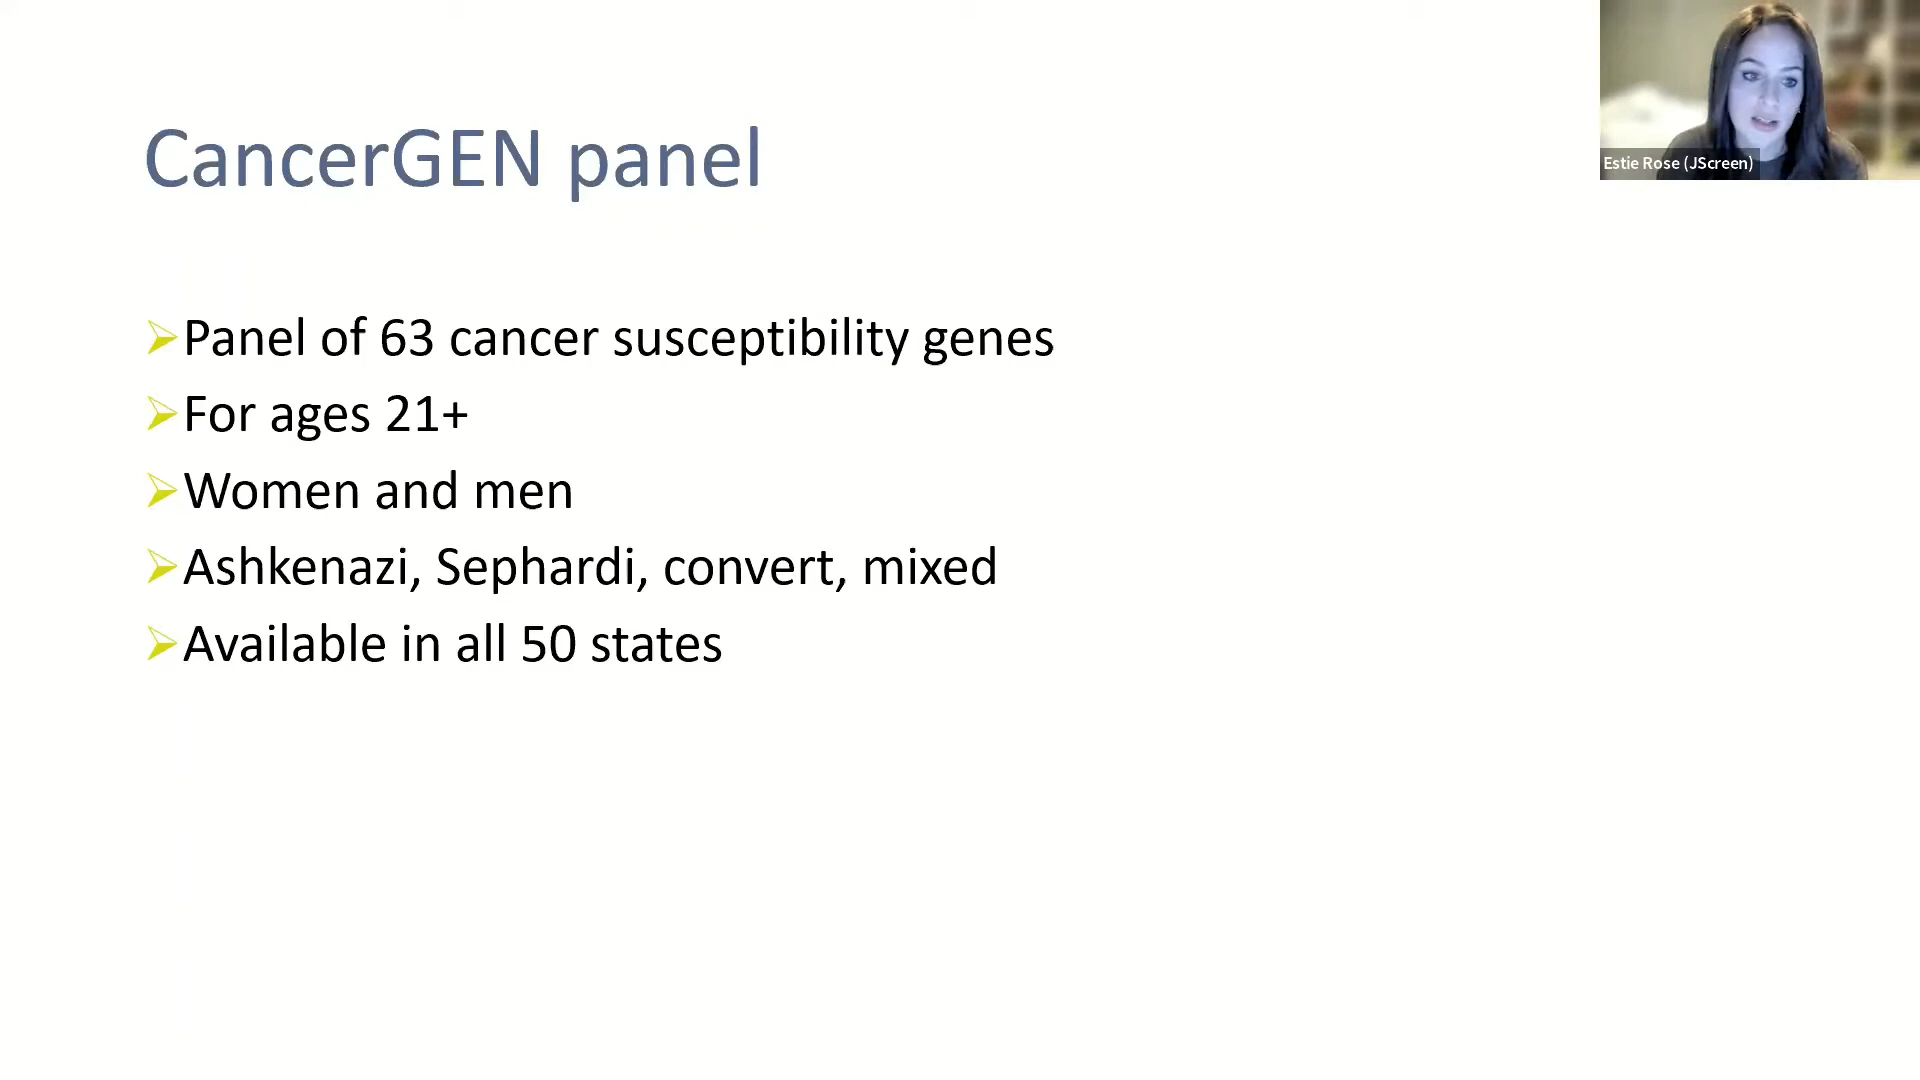 CancerGEN panel
Estie Rose (JScreen)
Panel of 63 cancer susceptibility genes
For ages 21+
Women and men
Ashkenazi, Sephardi, convert, mixed
Available in all 50 states